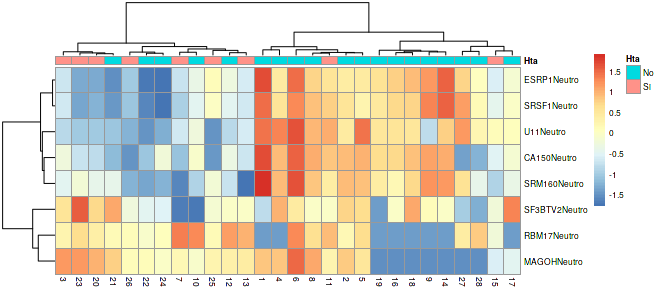 Hta
Hta
No
SI
1.5
1
0.5
0
-0.5
-1
-1.5
ESRP1Neutro
SRSF1Neutro
U11Neutro
CA150Neutro
SRM160Neutro
SF3BTV2Neutro
RBM17Neutro
MAGOHNeutro
3 23 20 21 26 22 24 7 10 25 12 13 1 4 6 8 11 2 5 19 16 18 9 14 27 28 15 17